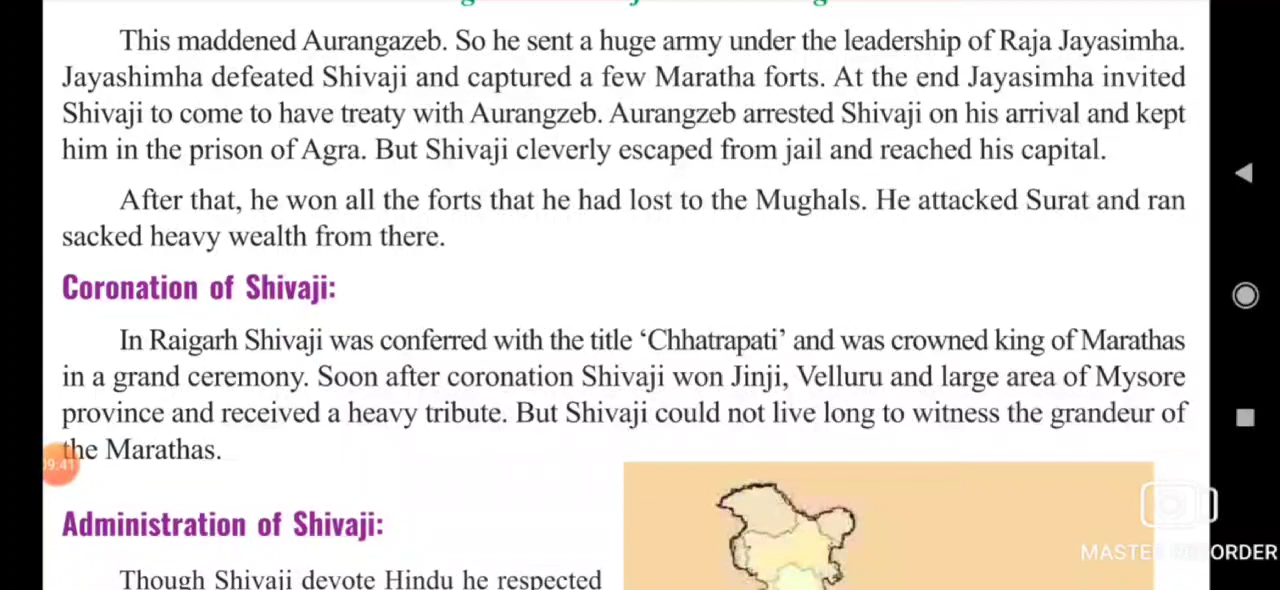 This maddened Aurangazeb. So he sent a huge army under the leadership of Raja Jayasimha.
Jayashimha defeated Shivaji and captured a few Maratha forts. At the end Jayasimha invited
Shivaji to come to have treaty with Aurangzeb. Aurangzeb arrested Shivaji on his arrival and kept
him in the prison of Agra. But Shivaji cleverly escaped from jail and reached his capital.
After that, he won all the forts that he had lost to the Mughals. He attacked Surat and ran
sacked heavy wealth from there.
Coronation of Shivaji:
In Raigarh Shivaji was conferred with the title ‘Chhatrapati’ and was crowned king of Marathas
in a grand ceremony. Soon after coronation Shivaji won Jinji, Velluru and large area of Mysore
province and received a heavy tribute. But Shivaji could not live long to witness the grandeur of
the Marathas.
09:41
Administration of Shivaji:
Though Shivaji devote Hindu he respected
MASTER RECORDER